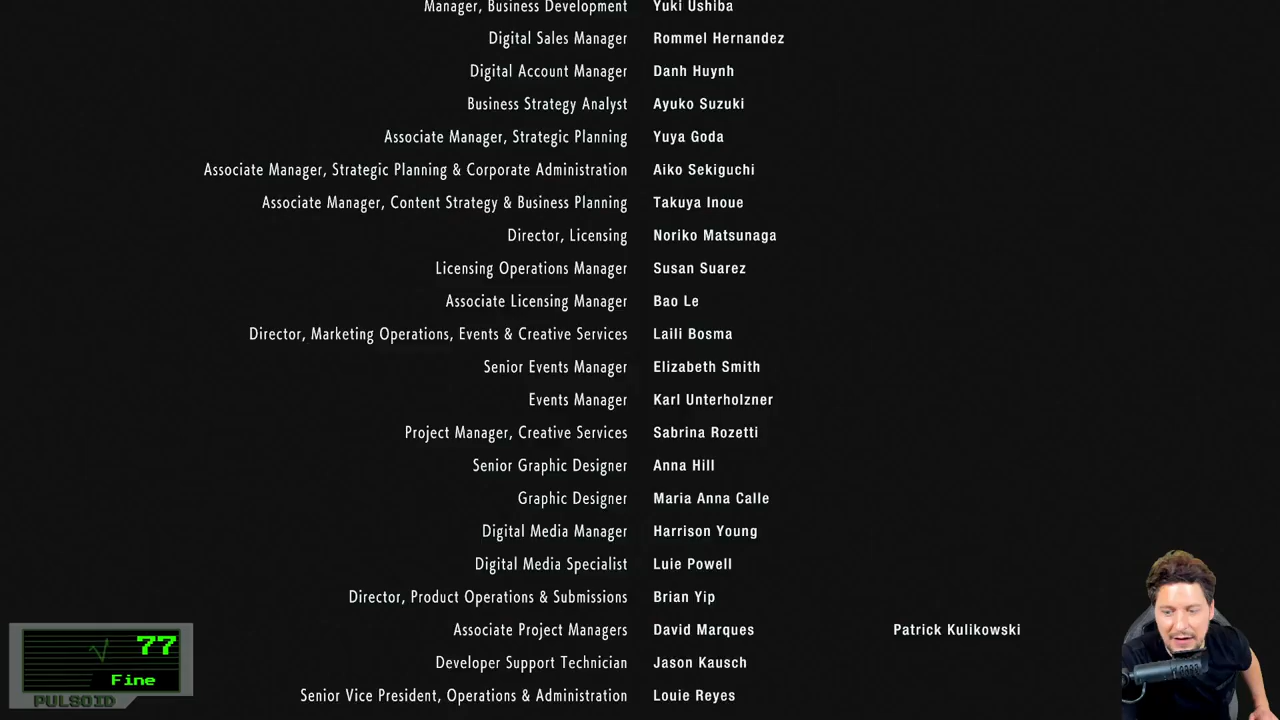 Manager, Business Development Yuki Ushiba
Digital Sales Manager Rommel Hernandez
Digital Account Manager Danh Huynh
Business Strategy Analyst Ayuko Suzuki
Associate Manager, Strategic Planning Yuya Goda
Associate Manager, Strategic Planning & Corporate Administration Aiko Sekiguchi
Associate Manager, Content Strategy & Business Planning Takuya Inoue
Director, Licensing Noriko Matsunaga
Licensing Operations Manager Susan Suarez
Associate Licensing Manager Bao Le
Director, Marketing Operations, Events & Creative Services Laili Bosma
Senior Events Manager Elizabeth Smith
Events Manager Karl Unterholzner
Project Manager, Creative Services Sabrina Rozetti
Senior Graphic Designer Anna Hill
Graphic Designer Maria Anna Calle
Digital Media Manager Harrison Young
Digital Media Specialist Luie Powell
Director, Product Operations & Submissions Brian Yip
Associate Project Managers David Marques Patrick Kulikowski
Developer Support Technician Jason Kausch
Senior Vice President, Operations & Administration Louie Reyes
77
Fine
PULSOID